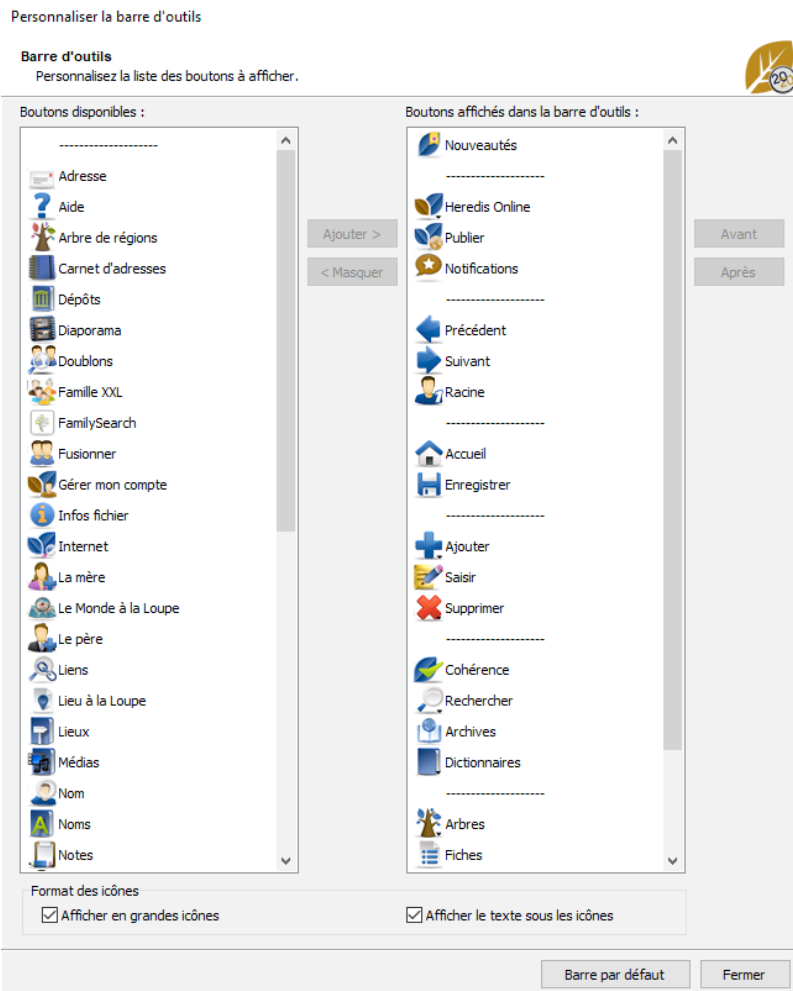 Personnaliser la barre d'outils
Barre d'outils
Personnalisez la liste des boutons à afficher.
2020
Boutons disponibles :
--------------------
Adresse
Aide
Arbre de régions
Carnet d'adresses
Dépôts
Diaporama
Doublons
Famille XXL
FamilySearch
Fusionner
Gérer mon compte
Infos fichier
Internet
La mère
Le Monde à la Loupe
Le père
Liens
Lieu à la Loupe
Lieux
Médias
Nom
Noms
Notes
Ajouter >
< Masquer
Boutons affichés dans la barre d'outils :
Nouveautés
--------------------
Heredis Online
Publier
Notifications
--------------------
Précédent
Suivant
Racine
--------------------
Accueil
Enregistrer
--------------------
Ajouter
Saisir
Supprimer
--------------------
Cohérence
Rechercher
Archives
Dictionnaires
--------------------
Arbres
Fiches
Avant
Après
Format des icônes
Afficher en grandes icônes
Afficher le texte sous les icônes
Barre par défaut
Fermer